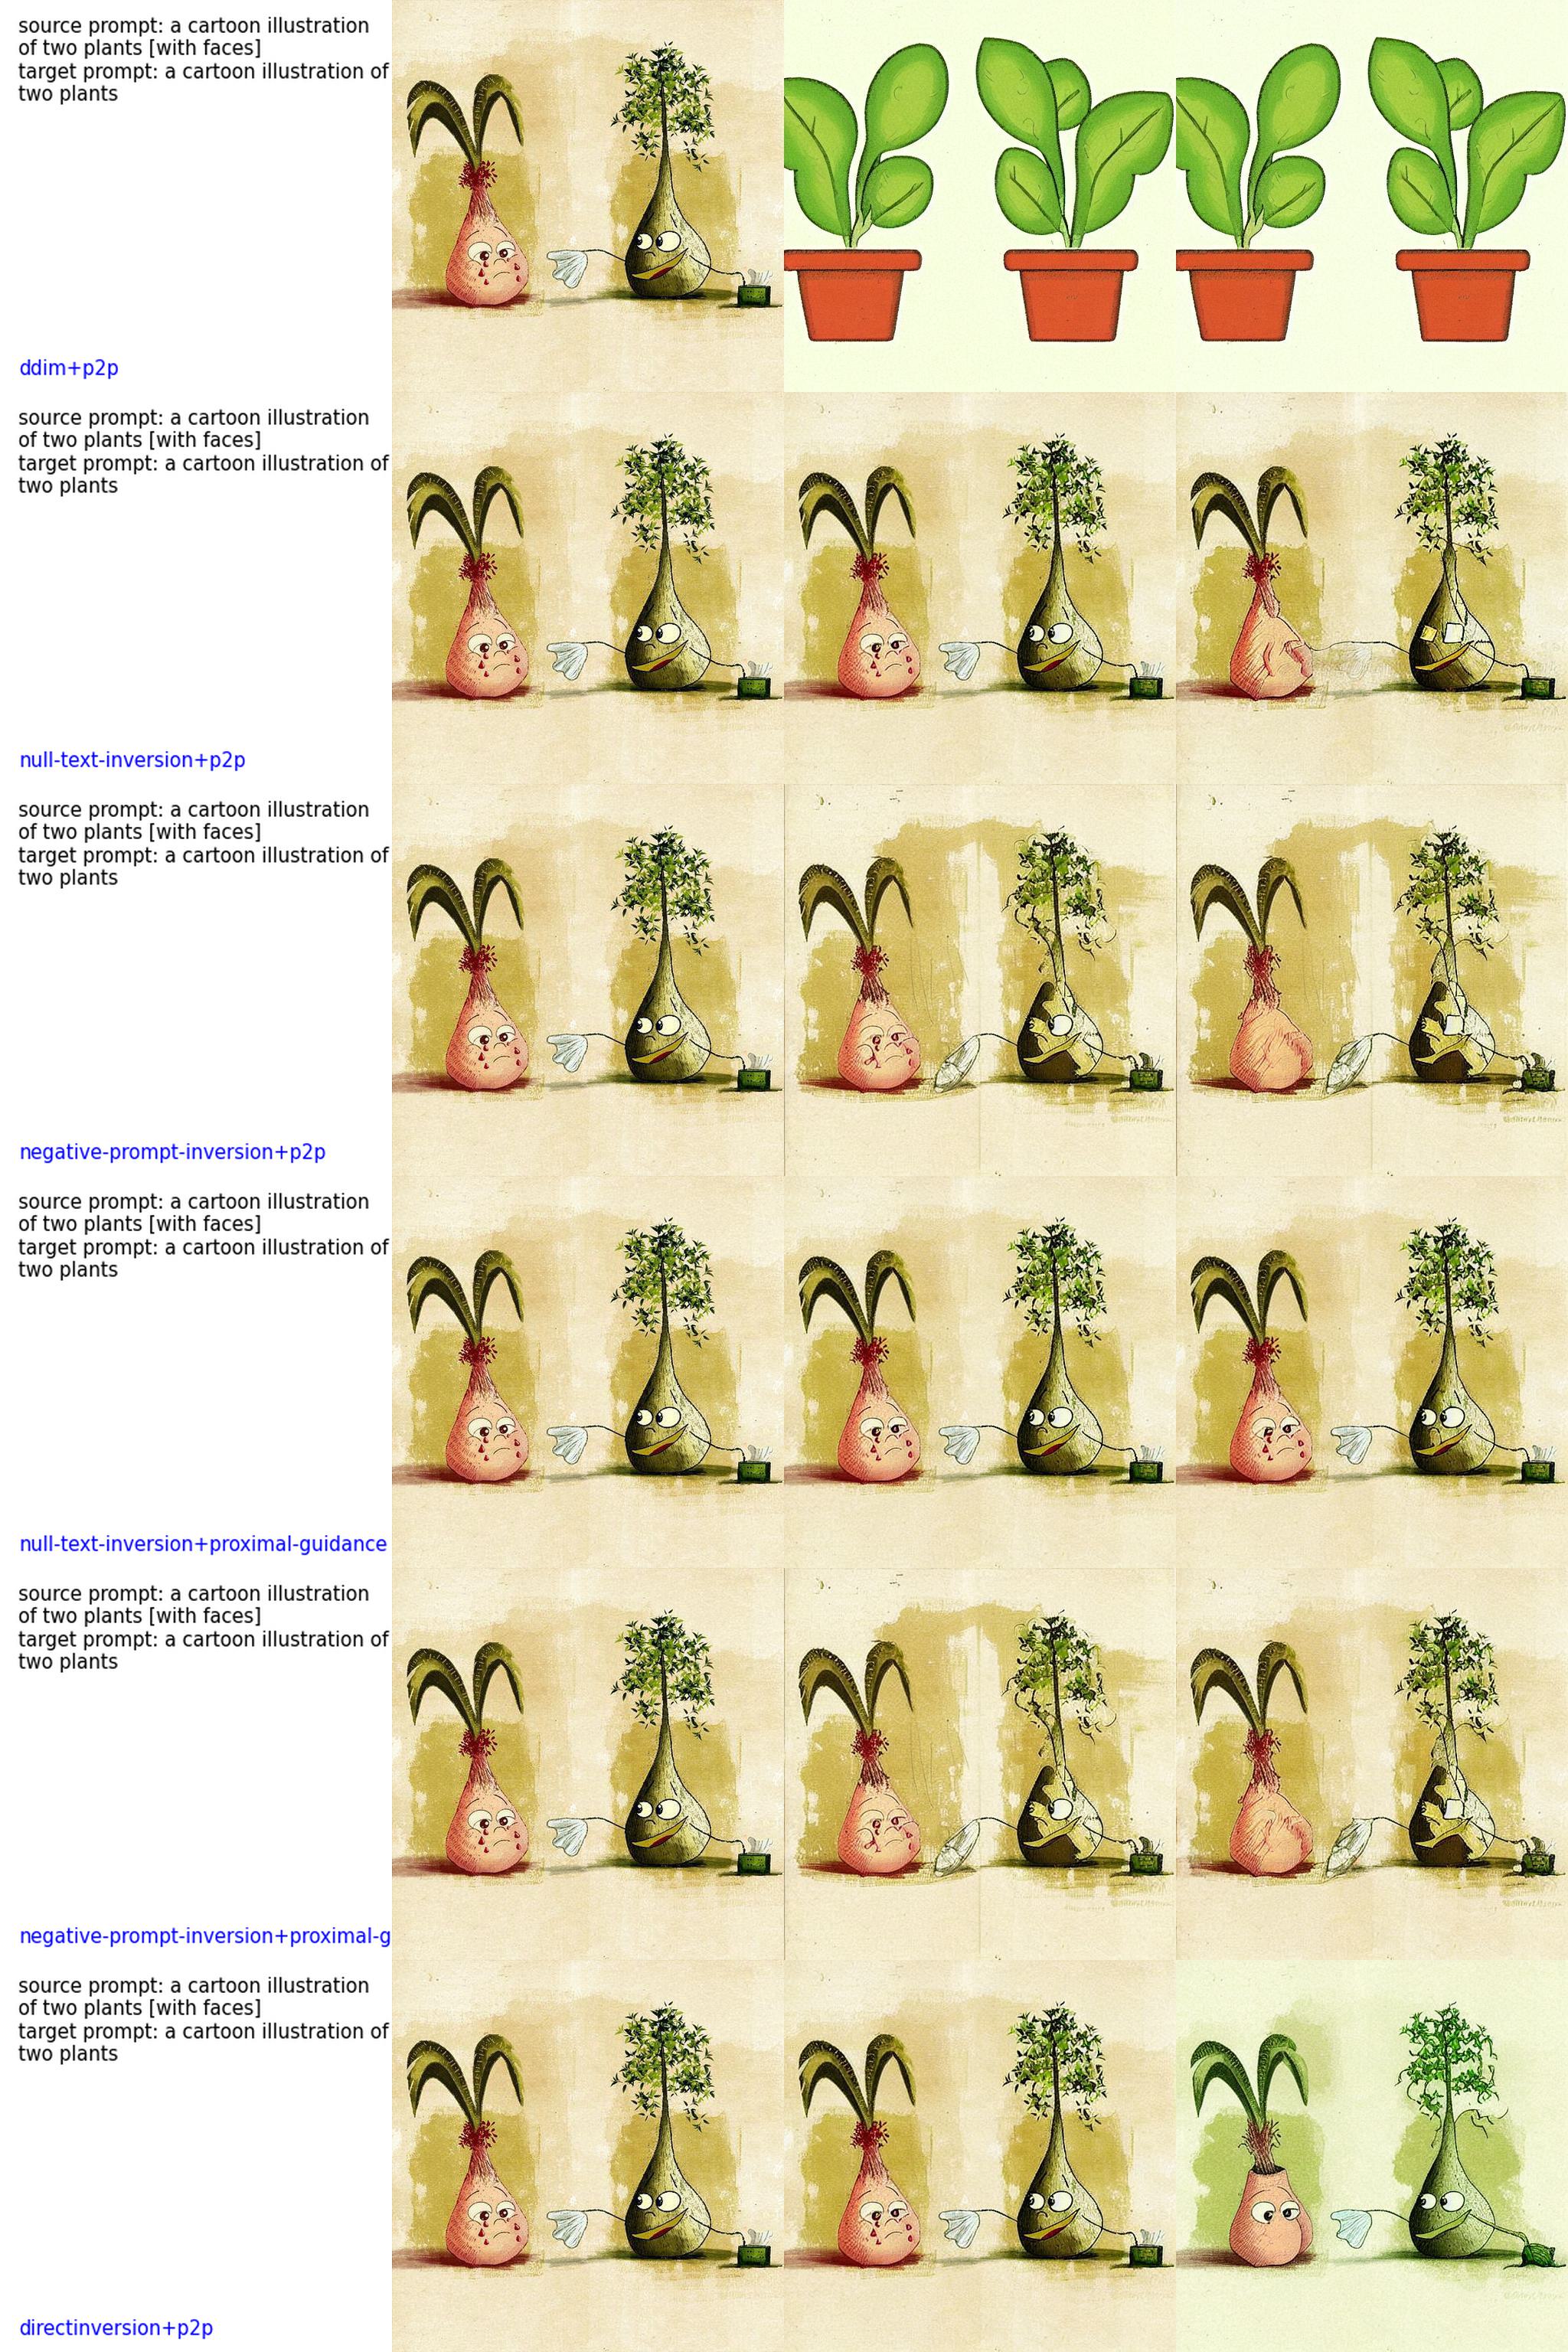 source prompt: a cartoon illustration
of two plants [with faces]
target prompt: a cartoon illustration of
two plants
ddim+p2p
source prompt: a cartoon illustration
of two plants [with faces]
target prompt: a cartoon illustration of
two plants
null-text-inversion+p2p
source prompt: a cartoon illustration
of two plants [with faces]
target prompt: a cartoon illustration of
two plants
negative-prompt-inversion+p2p
source prompt: a cartoon illustration
of two plants [with faces]
target prompt: a cartoon illustration of
two plants
null-text-inversion+proximal-guidance
source prompt: a cartoon illustration
of two plants [with faces]
target prompt: a cartoon illustration of
two plants
negative-prompt-inversion+proximal-g
source prompt: a cartoon illustration
of two plants [with faces]
target prompt: a cartoon illustration of
two plants
directinversion+p2p